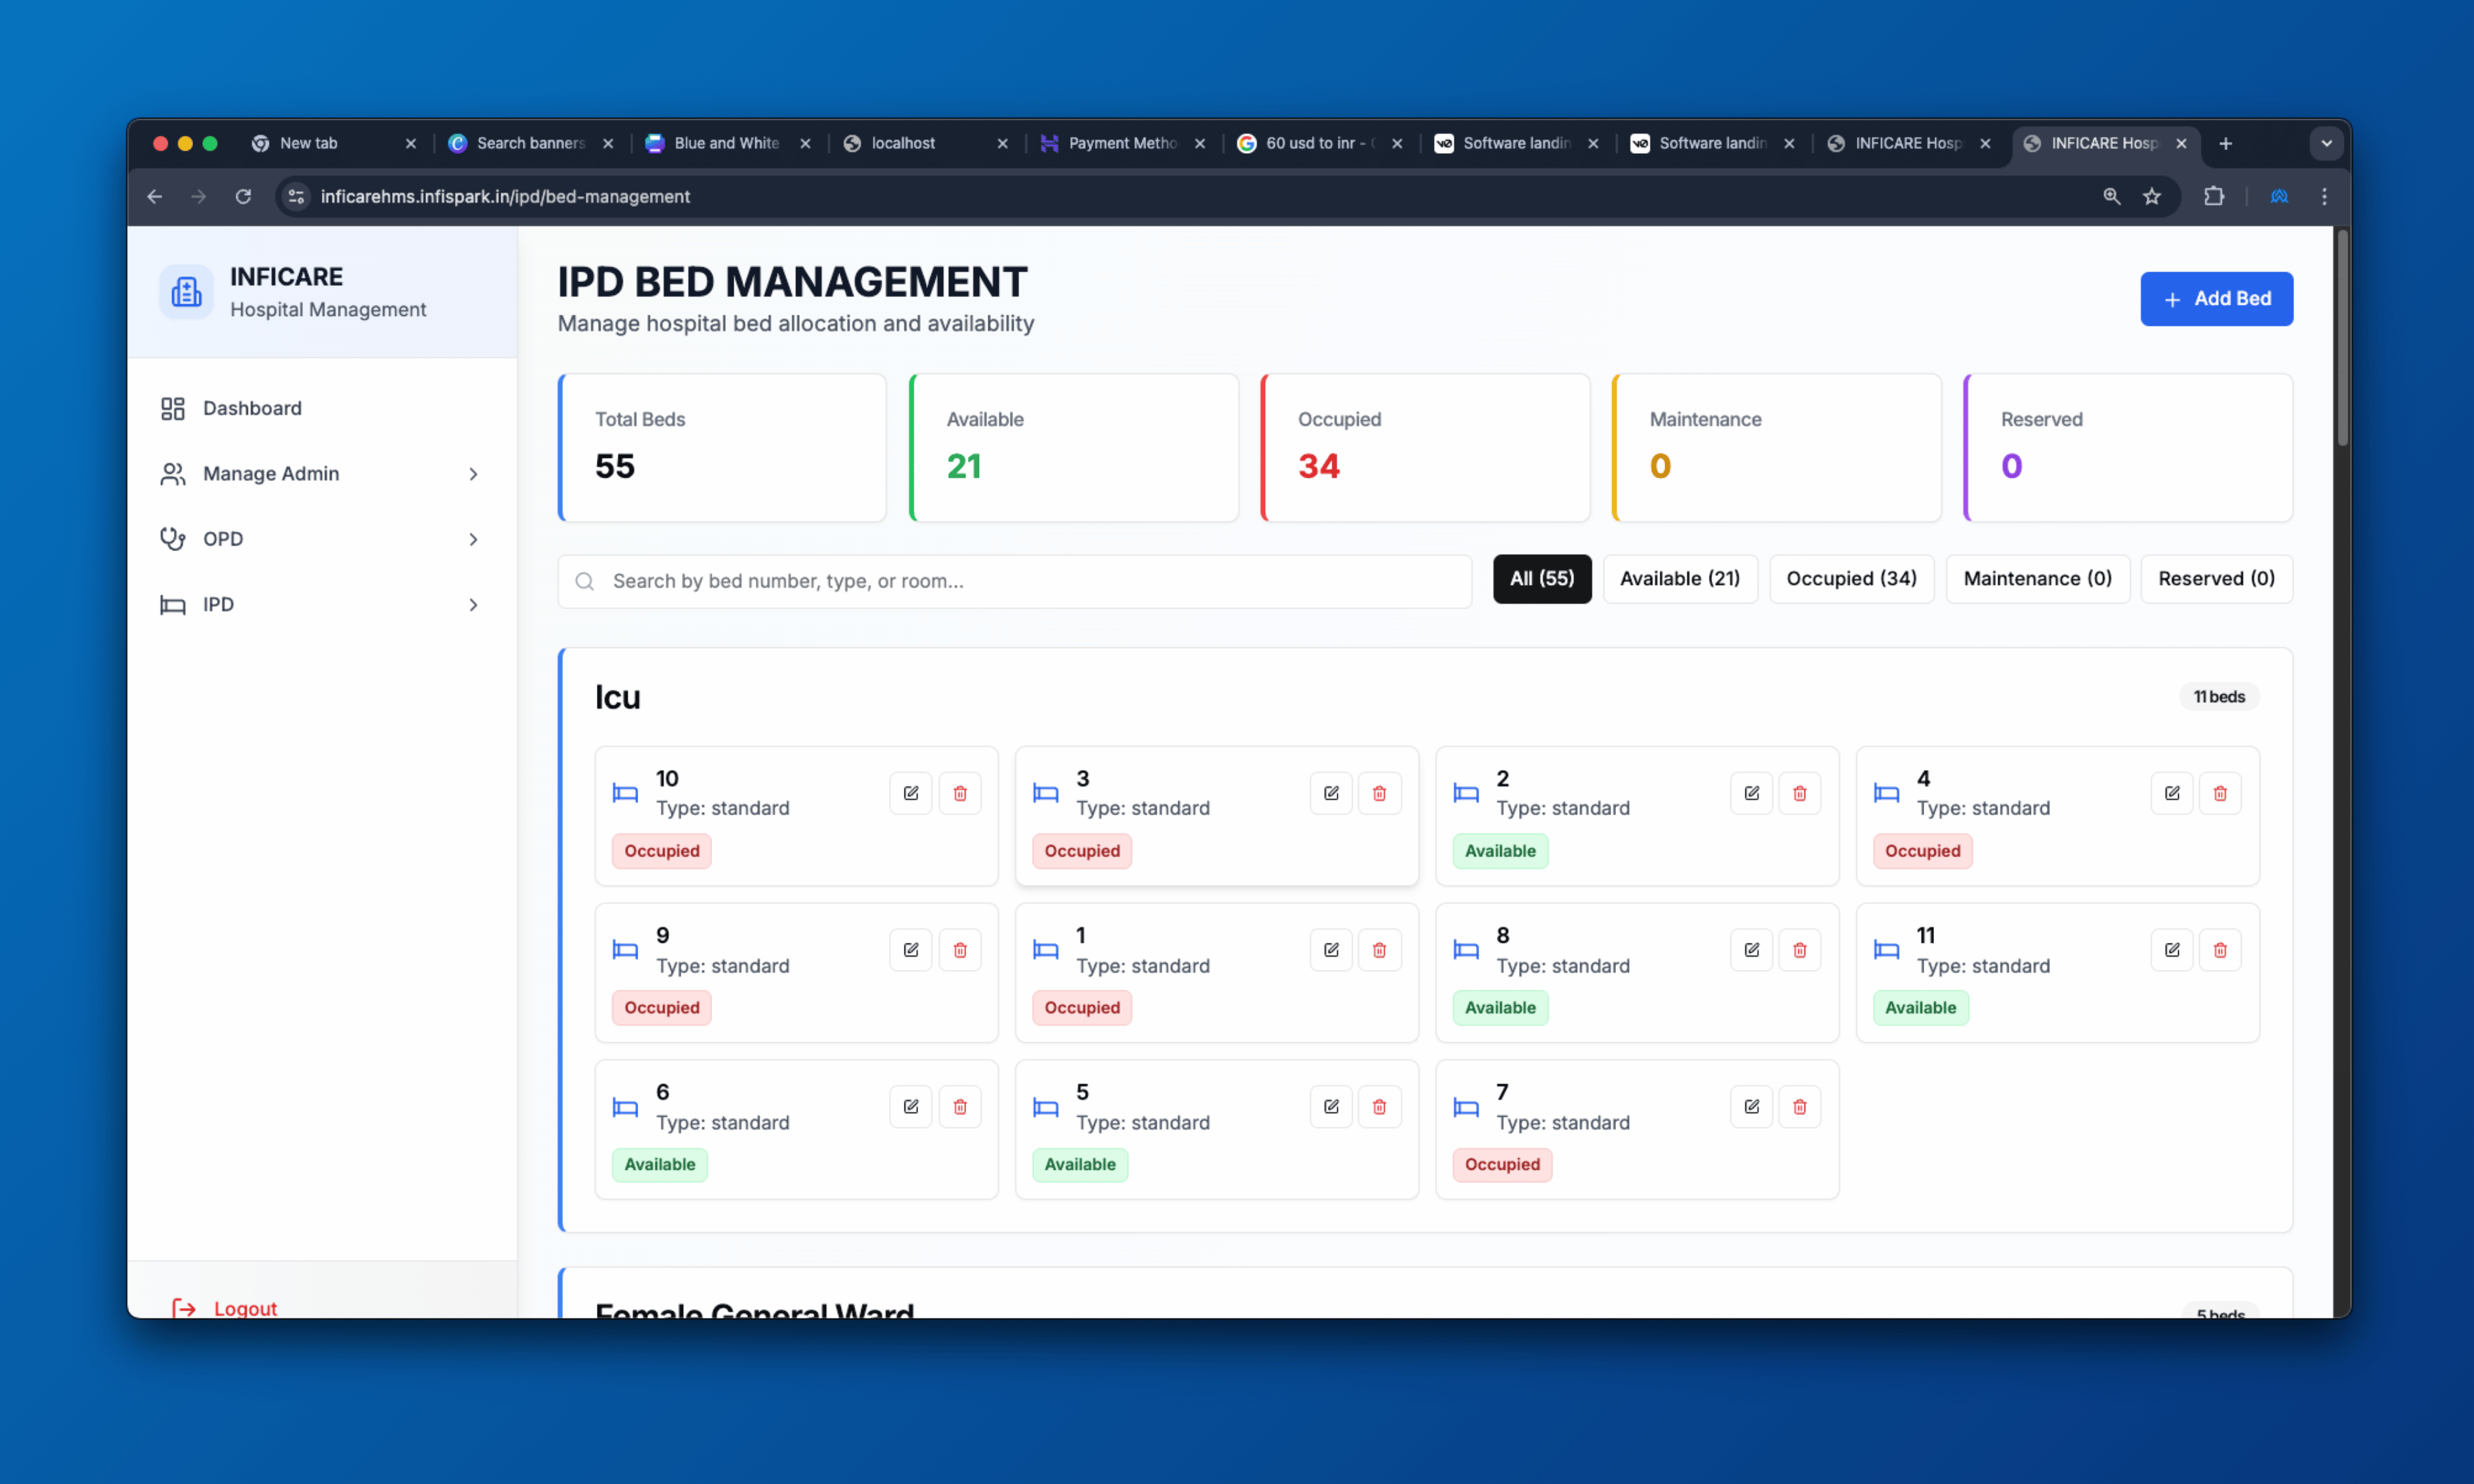 New tab
Search banners
Blue and White
localhost
Payment Metho
60 usd to inr -
Software landin
Software landin
INFICARE Hosp
INFICARE Hosp
inficarehms.infispark.in/ipd/bed-management
INFICARE
Hospital Management
Dashboard
Manage Admin
OPD
IPD
Logout
IPD BED MANAGEMENT
Manage hospital bed allocation and availability
Add Bed
Total Beds
55
Available
21
Occupied
34
Maintenance
0
Reserved
0
Search by bed number, type, or room...
All (55)
Available (21)
Occupied (34)
Maintenance (0)
Reserved (0)
Icu
11 beds
10
Type: standard
Occupied
3
Type: standard
Occupied
2
Type: standard
Available
4
Type: standard
Occupied
9
Type: standard
Occupied
1
Type: standard
Occupied
8
Type: standard
Available
11
Type: standard
Available
6
Type: standard
Available
5
Type: standard
Available
7
Type: standard
Occupied
Female General Ward
5 beds